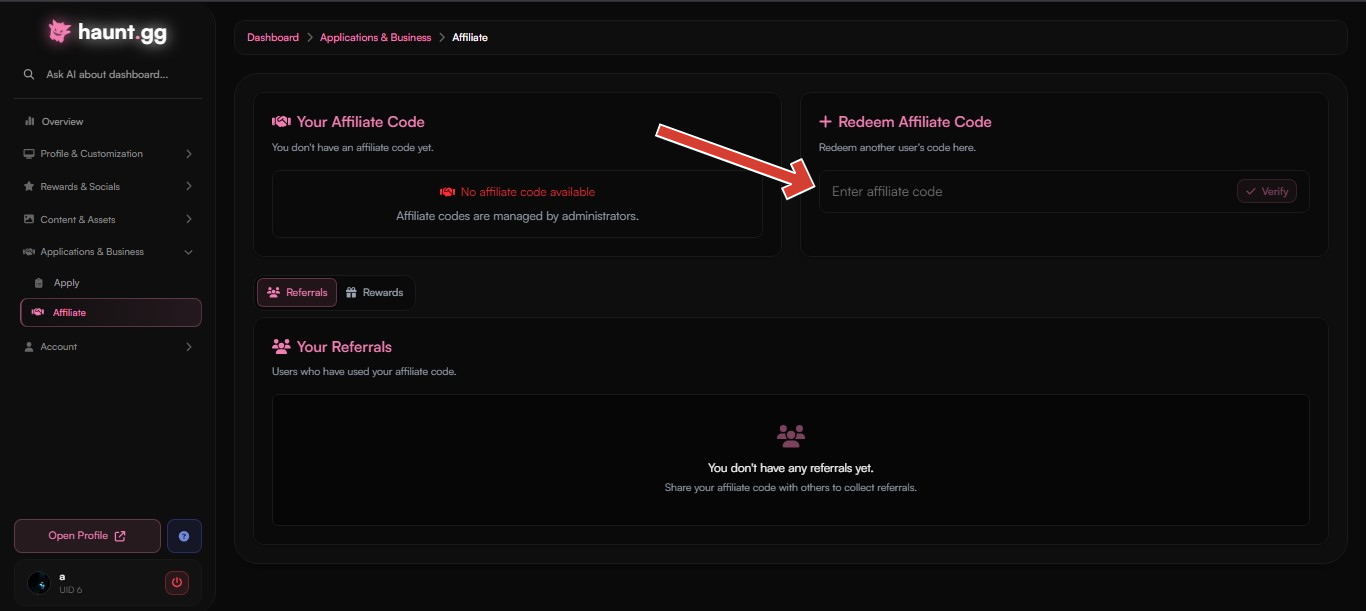 haunt.gg
Ask AI about dashboard...
Overview
Profile & Customization
Rewards & Socials
Content & Assets
Applications & Business
Apply
Affiliate
Account
Open Profile
?
a
UID 6
Dashboard > Applications & Business > Affiliate
Your Affiliate Code
You don't have an affiliate code yet.
No affiliate code available
Affiliate codes are managed by administrators.
Redeem Affiliate Code
Redeem another user's code here.
Enter affiliate code
Verify
Referrals
Rewards
Your Referrals
Users who have used your affiliate code.
You don't have any referrals yet.
Share your affiliate code with others to collect referrals.